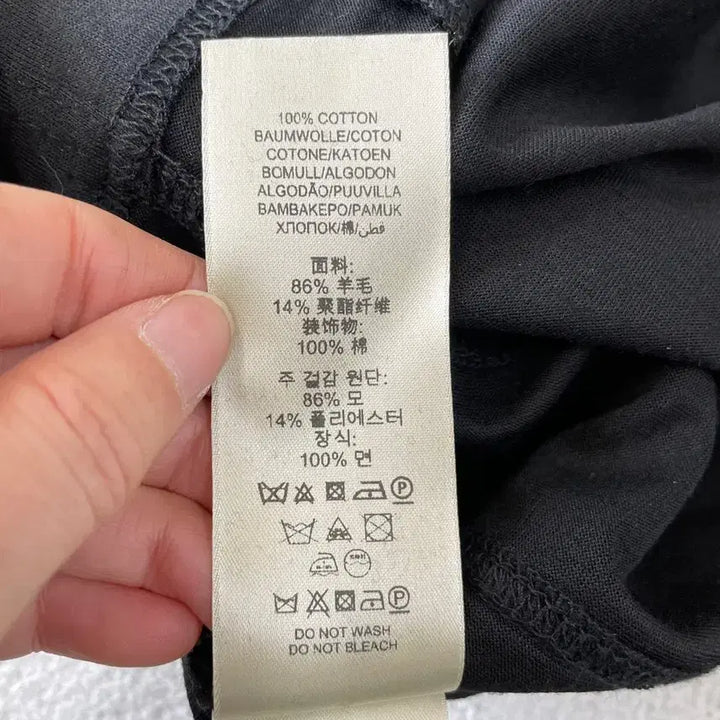 100% COTTON
BAUMWOLLE/COTON
COTONE/KATOEN
BOMULL/ALGODON
ALGODÃO/PUUVILLA
ΒΑΜΒΑΚΕΡΟ/PAMUK
ХЛОПОК/棉/قطن
面料:
86% 羊毛
14% 聚酯纤维
装饰物:
100% 棉
주 겉감 원단:
86% 모
14% 폴리에스터
장식:
100% 면
DO NOT WASH
DO NOT BLEACH